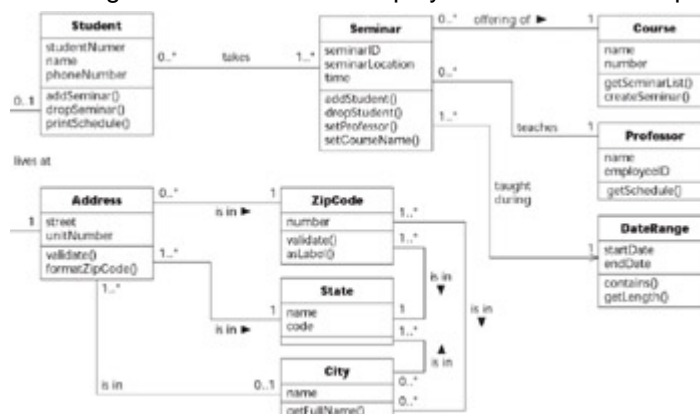 Student
studentNumer
name
phoneNumber
addSeminar()
dropSeminar()
printSchedule()
0..*
takes
1..*
Seminar
seminarID
seminarLocation
time
addStudent()
dropStudent()
setProfessor()
setCourseName()
0..*
offering of ►
1
Course
name
number
getSeminarList()
createSeminar()
0..*
teaches
1
Professor
name
employeeID
getSchedule()
1..*
taught
during
1
DateRange
startDate
endDate
contains()
getLength()
0..1
lives at
1
Address
street
unitNumber
validate()
formatZipCode()
0..*
is in ►
1
ZipCode
number
validate()
asLabel()
1..*
1..*
1..*
is in ►
1
State
name
code
is in
▼
1
1..*
is in
▼
▲
is in
1..*
is in
0..1
City
name
getFullName()
0..*
0..*